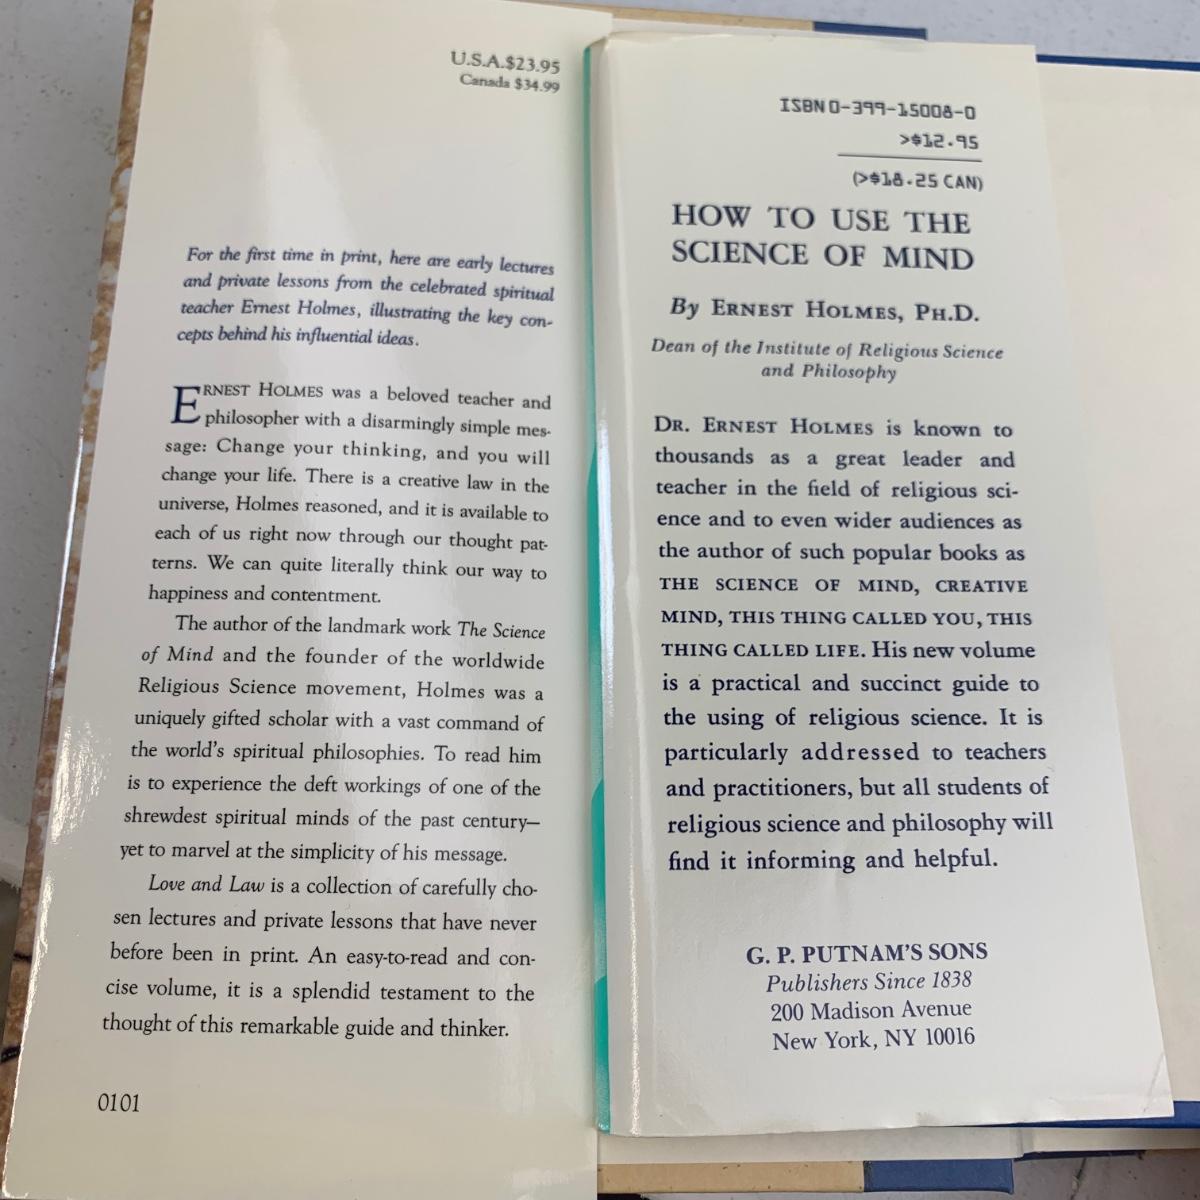 U.S.A.$23.95
Canada $34.99
For the first time in print, here are early lectures
and private lessons from the celebrated spiritual
teacher Ernest Holmes, illustrating the key con-
cepts behind his influential ideas.
ERNEST HOLMES was a beloved teacher and
philosopher with a disarmingly simple mes-
sage: Change your thinking, and you will
change your life. There is a creative law in the
universe, Holmes reasoned, and it is available to
each of us right now through our thought pat-
terns. We can quite literally think our way to
happiness and contentment.
The author of the landmark work The Science
of Mind and the founder of the worldwide
Religious Science movement, Holmes was a
uniquely gifted scholar with a vast command of
the world's spiritual philosophies. To read him
is to experience the deft workings of one of the
shrewdest spiritual minds of the past century—
yet to marvel at the simplicity of his message.
Love and Law is a collection of carefully cho-
sen lectures and private lessons that have never
before been in print. An easy-to-read and con-
cise volume, it is a splendid testament to the
thought of this remarkable guide and thinker.
0101
ISBN 0-399-15008-0
>$12.95
(>$18.25 CAN)
HOW TO USE THE
SCIENCE OF MIND
By ERNEST HOLMES, PH.D.
Dean of the Institute of Religious Science
and Philosophy
DR. ERNEST HOLMES is known to
thousands as a great leader and
teacher in the field of religious sci-
ence and to even wider audiences as
the author of such popular books as
THE SCIENCE OF MIND, CREATIVE
MIND, THIS THING CALLED YOU, THIS
THING CALLED LIFE. His new volume
is a practical and succinct guide to
the using of religious science. It is
particularly addressed to teachers
and practitioners, but all students of
religious science and philosophy will
find it informing and helpful.
G. P. PUTNAM'S SONS
Publishers Since 1838
200 Madison Avenue
New York, NY 10016